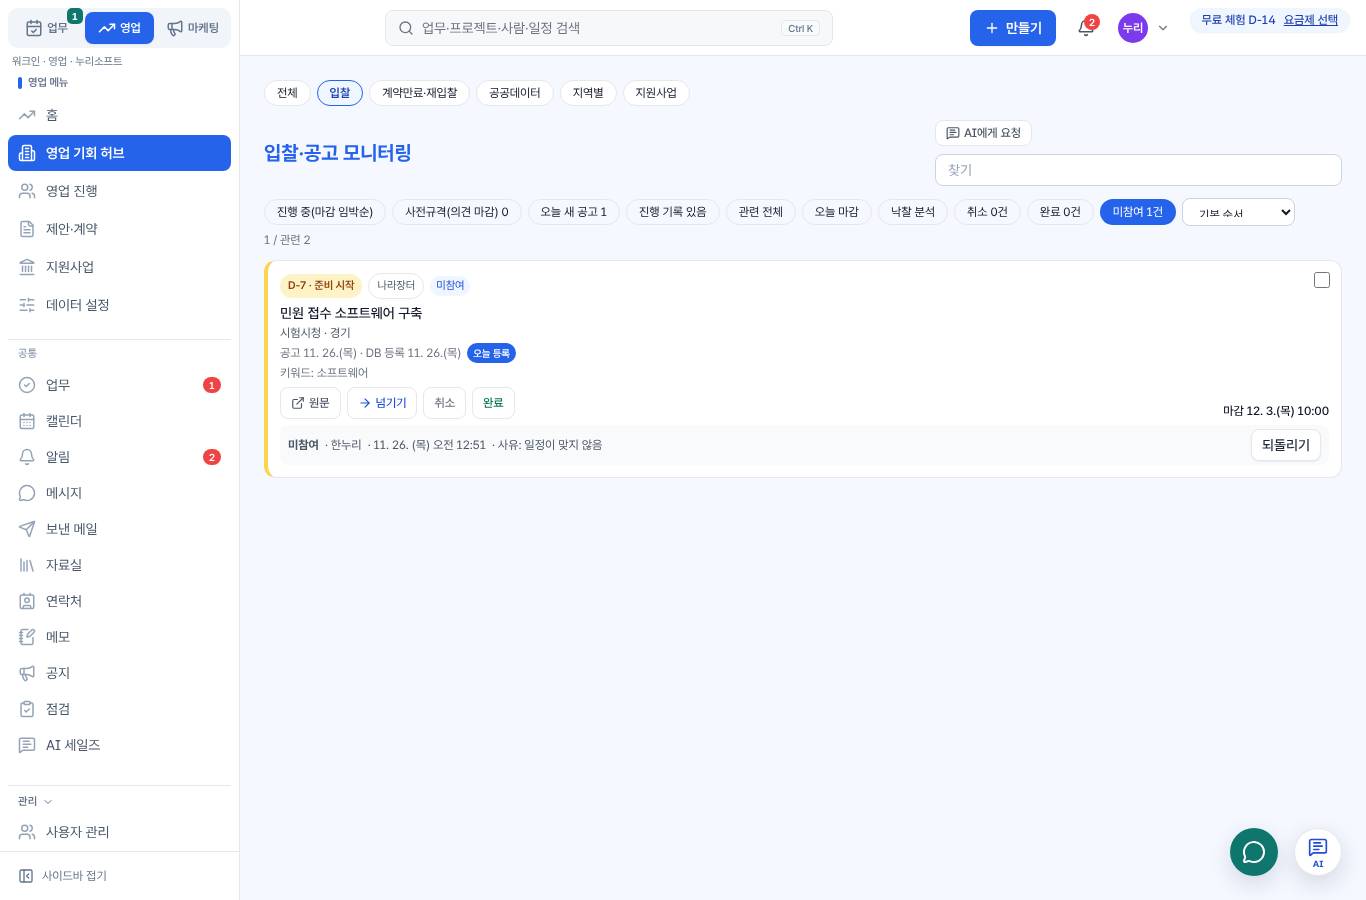 업무 1 영업 마케팅
워크인 · 영업 · 누리소프트
영업 메뉴
홈
영업 기회 허브
영업 진행
제안·계약
지원사업
데이터 설정
공통
업무 1
캘린더
알림 2
메시지
보낸 메일
자료실
연락처
메모
공지
점검
AI 세일즈
관리
사용자 관리
사이드바 접기
업무·프로젝트·사람·일정 검색 Ctrl K
만들기 2 누리 무료 체험 D-14 요금제 선택
전체 입찰 계약만료·재입찰 공공데이터 지역별 지원사업
입찰·공고 모니터링
AI에게 요청
찾기
진행 중(마감 임박순) 사전규격(의견 마감) 0 오늘 새 공고 1 진행 기록 있음 관련 전체 오늘 마감 낙찰 분석 취소 0건 완료 0건 미참여 1건 기본 순서
1 / 관련 2
D-7 · 준비 시작 나라장터 미참여
민원 접수 소프트웨어 구축
시험시청 · 경기
공고 11. 26.(목) · DB 등록 11. 26.(목) 오늘 등록
키워드: 소프트웨어
원문 넘기기 취소 완료
마감 12. 3.(목) 10:00
미참여 · 한누리 · 11. 26. (목) 오전 12:51 · 사유: 일정이 맞지 않음 되돌리기
AI